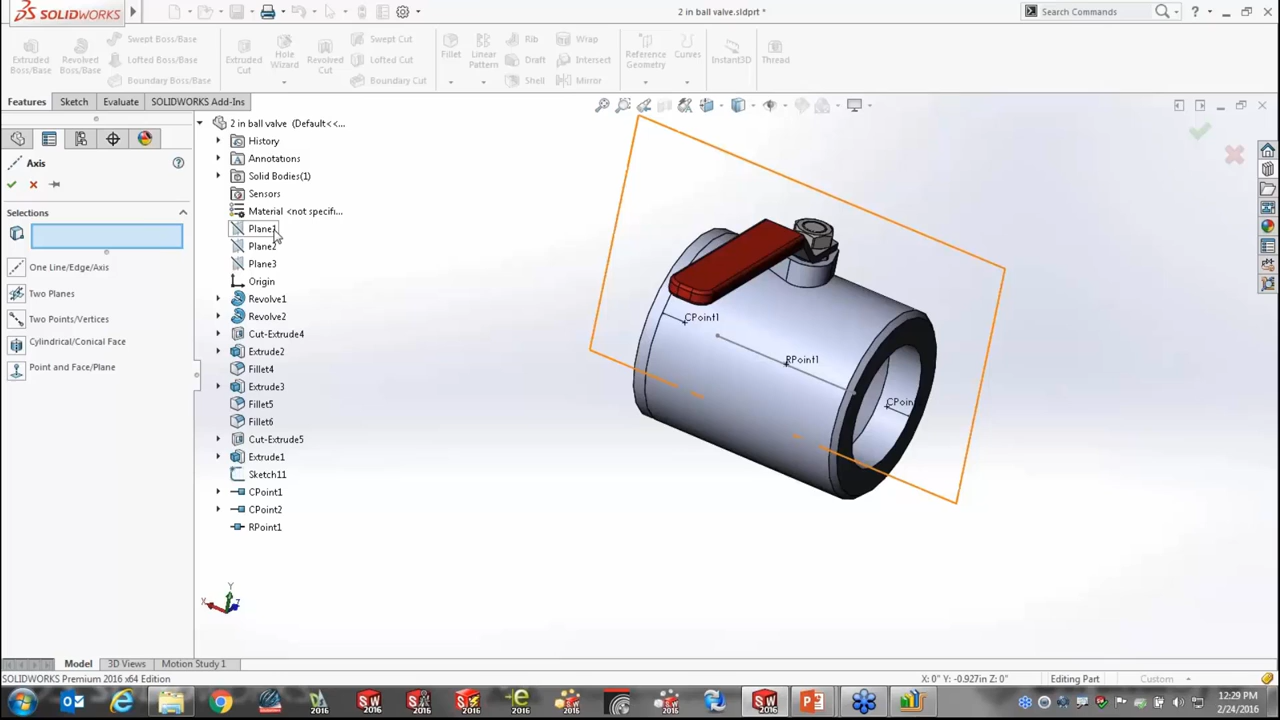 SOLIDWORKS
2 in ball valve.sldprt *
Search Commands
Extruded Boss/Base
Revolved Boss/Base
Swept Boss/Base
Lofted Boss/Base
Boundary Boss/Base
Extruded Cut
Hole Wizard
Revolved Cut
Swept Cut
Lofted Cut
Boundary Cut
Fillet
Linear Pattern
Rib
Draft
Shell
Wrap
Intersect
Mirror
Reference Geometry
Curves
Instant3D
Thread
Features
Sketch
Evaluate
SOLIDWORKS Add-Ins
Axis
Selections
One Line/Edge/Axis
Two Planes
Two Points/Vertices
Cylindrical/Conical Face
Point and Face/Plane
2 in ball valve (Default<<...
History
Annotations
Solid Bodies(1)
Sensors
Material <not specifi...
Plane1
Plane2
Plane3
Origin
Revolve1
Revolve2
Cut-Extrude4
Extrude2
Fillet4
Extrude3
Fillet5
Fillet6
Cut-Extrude5
Extrude1
Sketch11
CPoint1
CPoint2
RPoint1
CPoint1
RPoint1
CPoin
Y
X
Z
Model
3D Views
Motion Study 1
SOLIDWORKS Premium 2016 x64 Edition
X: 0" Y: -0.927in Z: 0"
Editing Part
Custom
12:29 PM
2/24/2016